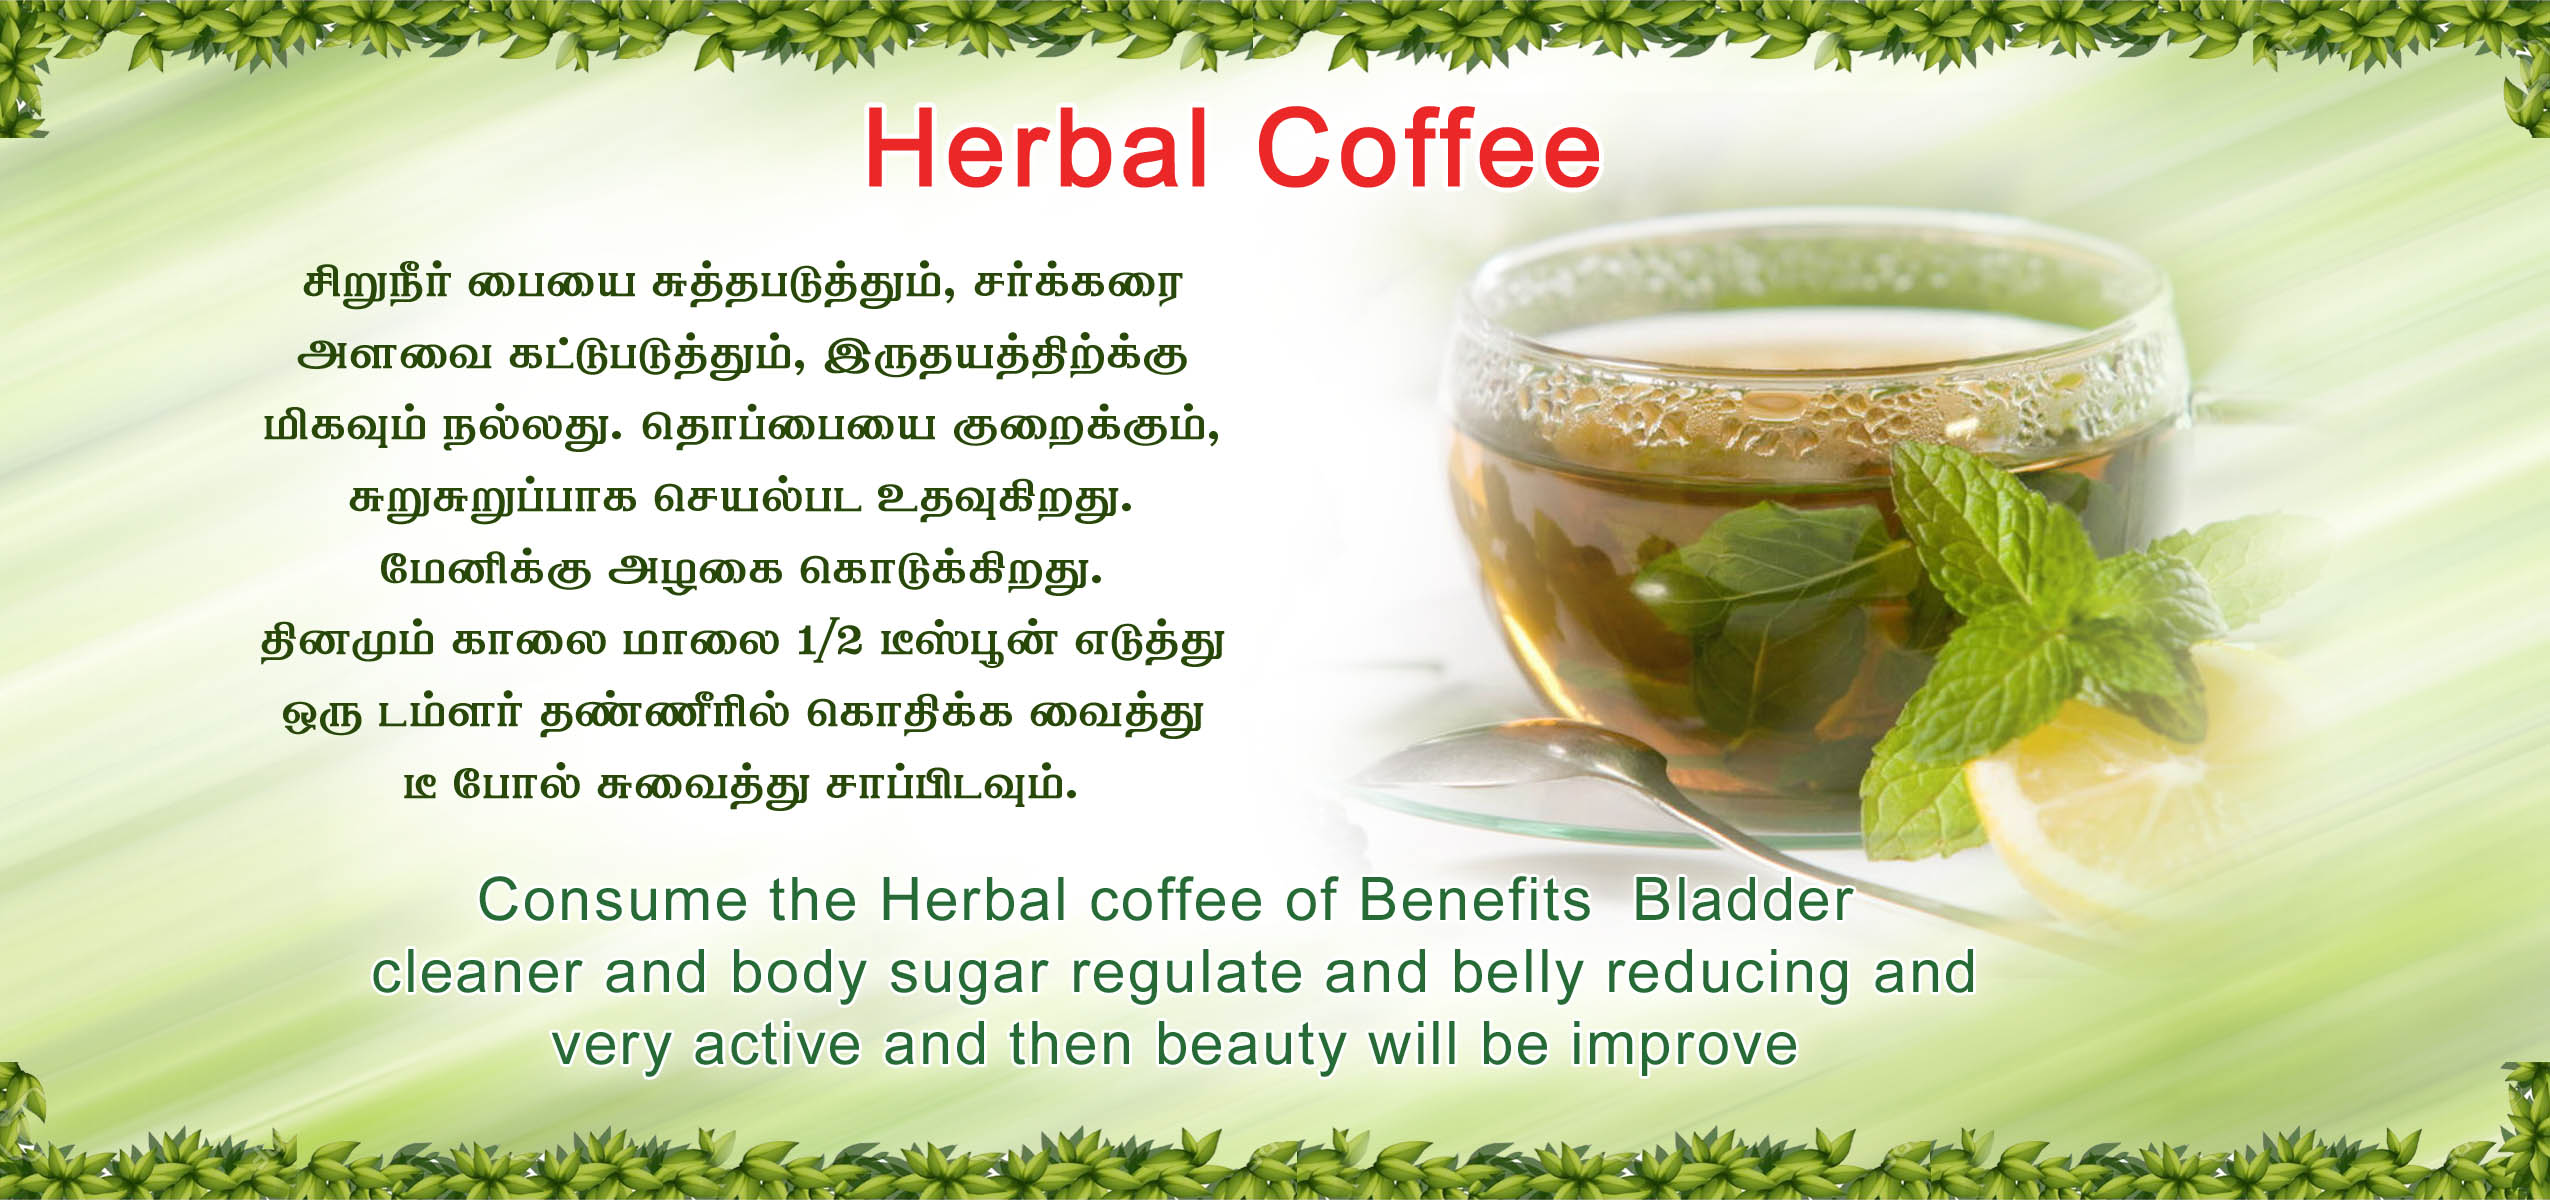 Herbal Coffee
சிறுநீர் பையை சுத்தபடுத்தும், சர்க்கரை
அளவை கட்டுபடுத்தும், இருதயத்திற்க்கு
மிகவும் நல்லது. தொப்பையை குறைக்கும்,
சுறுசுறுப்பாக செயல்பட உதவுகிறது.
மேனிக்கு அழகை கொடுக்கிறது.
தினமும் காலை மாலை 1/2 டீஸ்பூன் எடுத்து
ஒரு டம்ளர் தண்ணீரில் கொதிக்க வைத்து
டீ போல் சுவைத்து சாப்பிடவும்.
Consume the Herbal coffee of Benefits Bladder
cleaner and body sugar regulate and belly reducing and
very active and then beauty will be improve